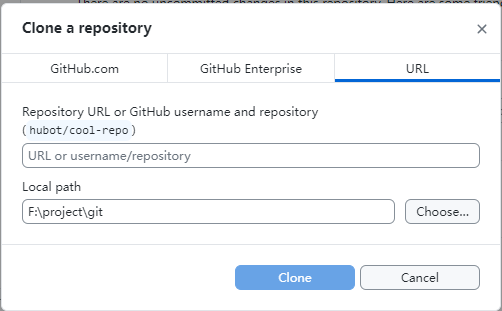 There are no uncommitted changes in this repository. Here are some frien
Clone a repository
GitHub.com GitHub Enterprise URL
Repository URL or GitHub username and repository
(hubot/cool-repo)
URL or username/repository
Local path
F:\project\git
Choose...
Clone Cancel